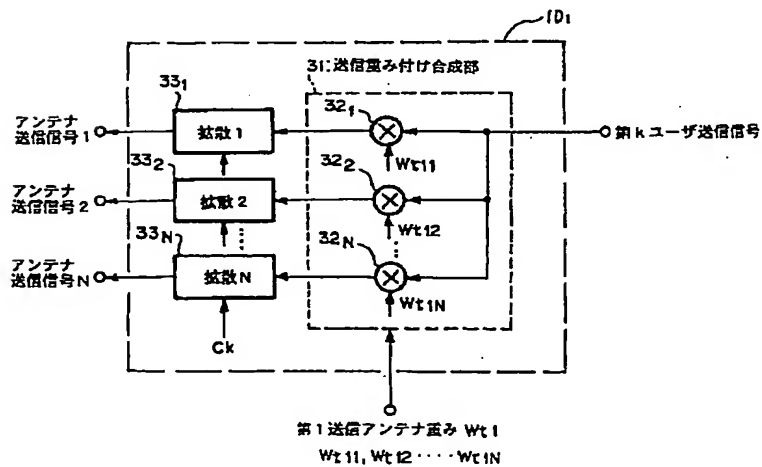 1D₁
31:送信重み付け合成部
33₁
32₁
アンテナ
送信信号1
拡散1
第kユーザ送信信号
Wt11
33₂
32₂
アンテナ
送信信号2
拡散2
Wt12
33N
32N
アンテナ
送信信号N
拡散N
Wt1N
Ck
第1送信アンテナ重み Wt1
Wt11, Wt12 ···· Wt1N